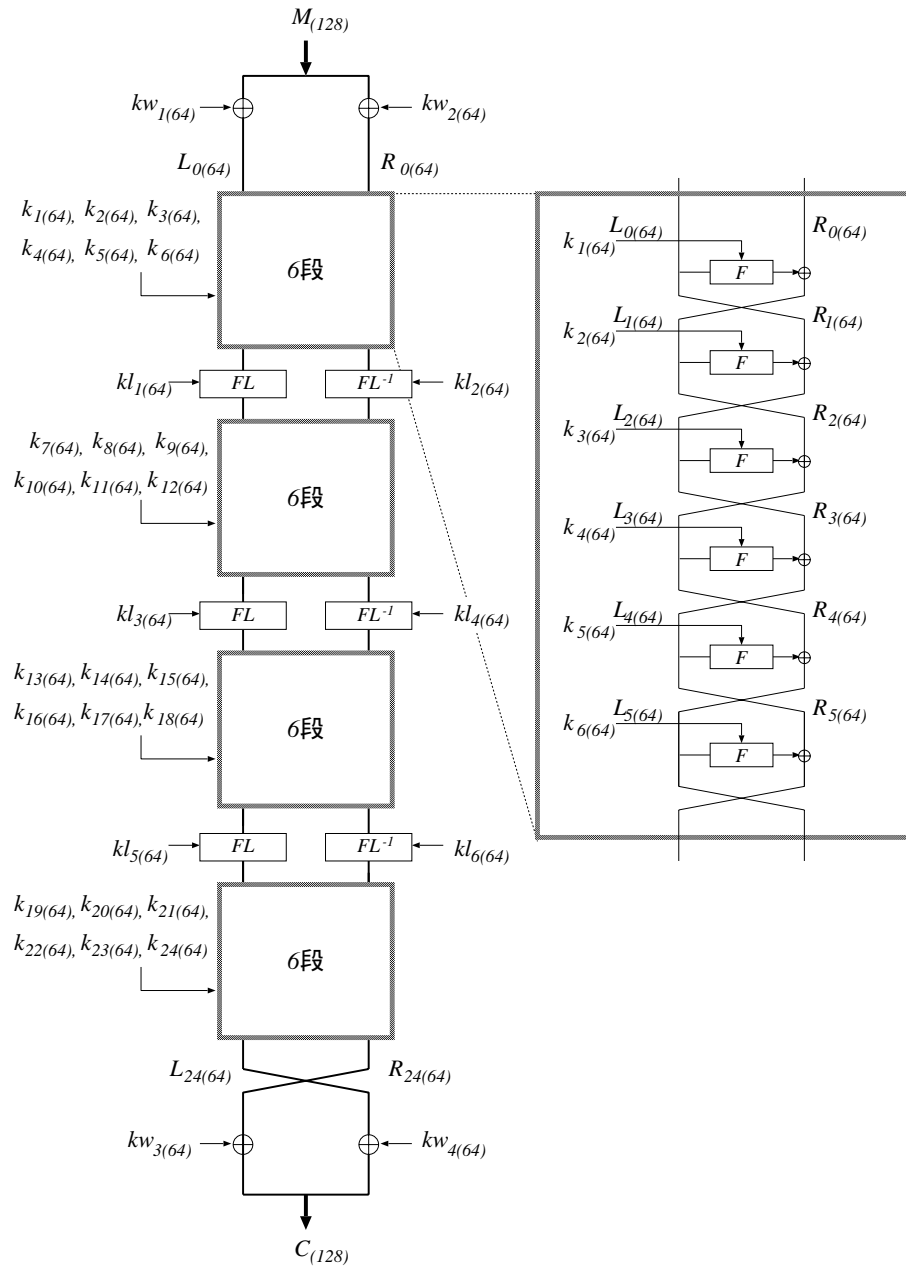 M(128)
kw1(64)
kw2(64)
L0(64)
R0(64)
k1(64), k2(64), k3(64),
k4(64), k5(64), k6(64)
6段
kl1(64)
FL
FL-1
kl2(64)
k7(64), k8(64), k9(64),
k10(64), k11(64), k12(64)
6段
kl3(64)
FL
FL-1
kl4(64)
k13(64), k14(64), k15(64),
k16(64), k17(64), k18(64)
6段
kl5(64)
FL
FL-1
kl6(64)
k19(64), k20(64), k21(64),
k22(64), k23(64), k24(64)
6段
L24(64)
R24(64)
kw3(64)
kw4(64)
C(128)
k1(64)
L0(64)
R0(64)
F
k2(64)
L1(64)
R1(64)
F
k3(64)
L2(64)
R2(64)
F
k4(64)
L3(64)
R3(64)
F
k5(64)
L4(64)
R4(64)
F
k6(64)
L5(64)
R5(64)
F